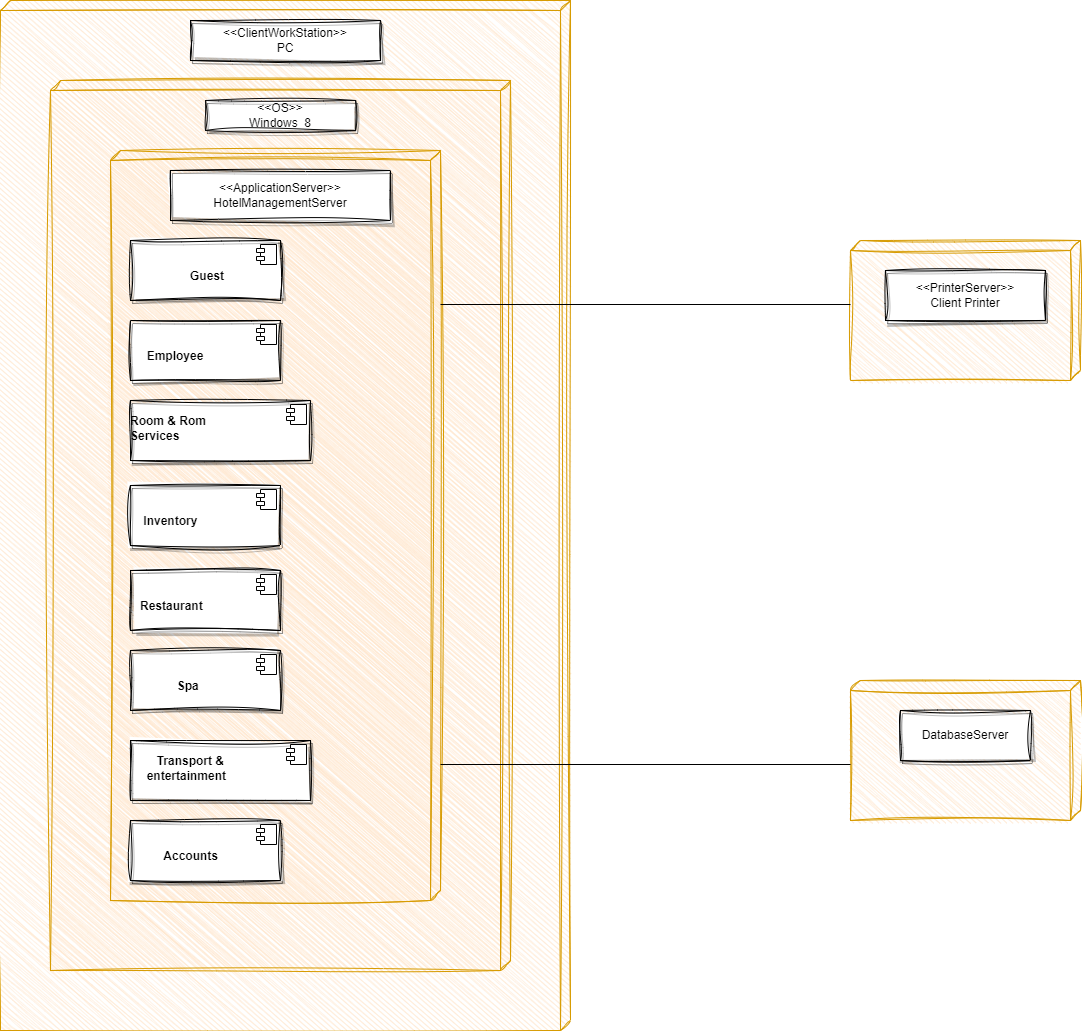 <<ClientWorkStation>>
PC
<<OS>>
Windows  8
<<ApplicationServer>>
HotelManagementServer
Guest
Employee
Room & Rom
Services
Inventory
Restaurant
Spa
Transport &
entertainment
Accounts
<<PrinterServer>>
Client Printer
DatabaseServer